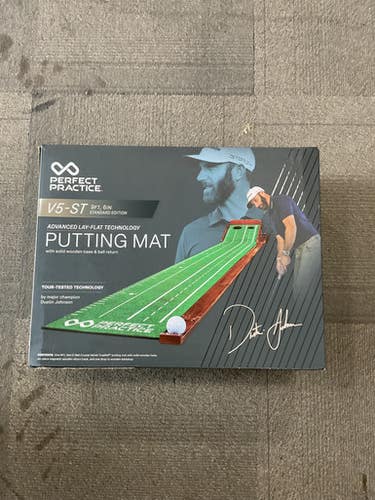 PERFECT
PRACTICE
V5-ST 9FT, 6IN
STANDARD EDITION
ADVANCED LAY-FLAT TECHNOLOGY
PUTTING MAT
with solid wooden base & ball return
TOUR-TESTED TECHNOLOGY
by major champion
Dustin Johnson
PERFECT
PRACTICE